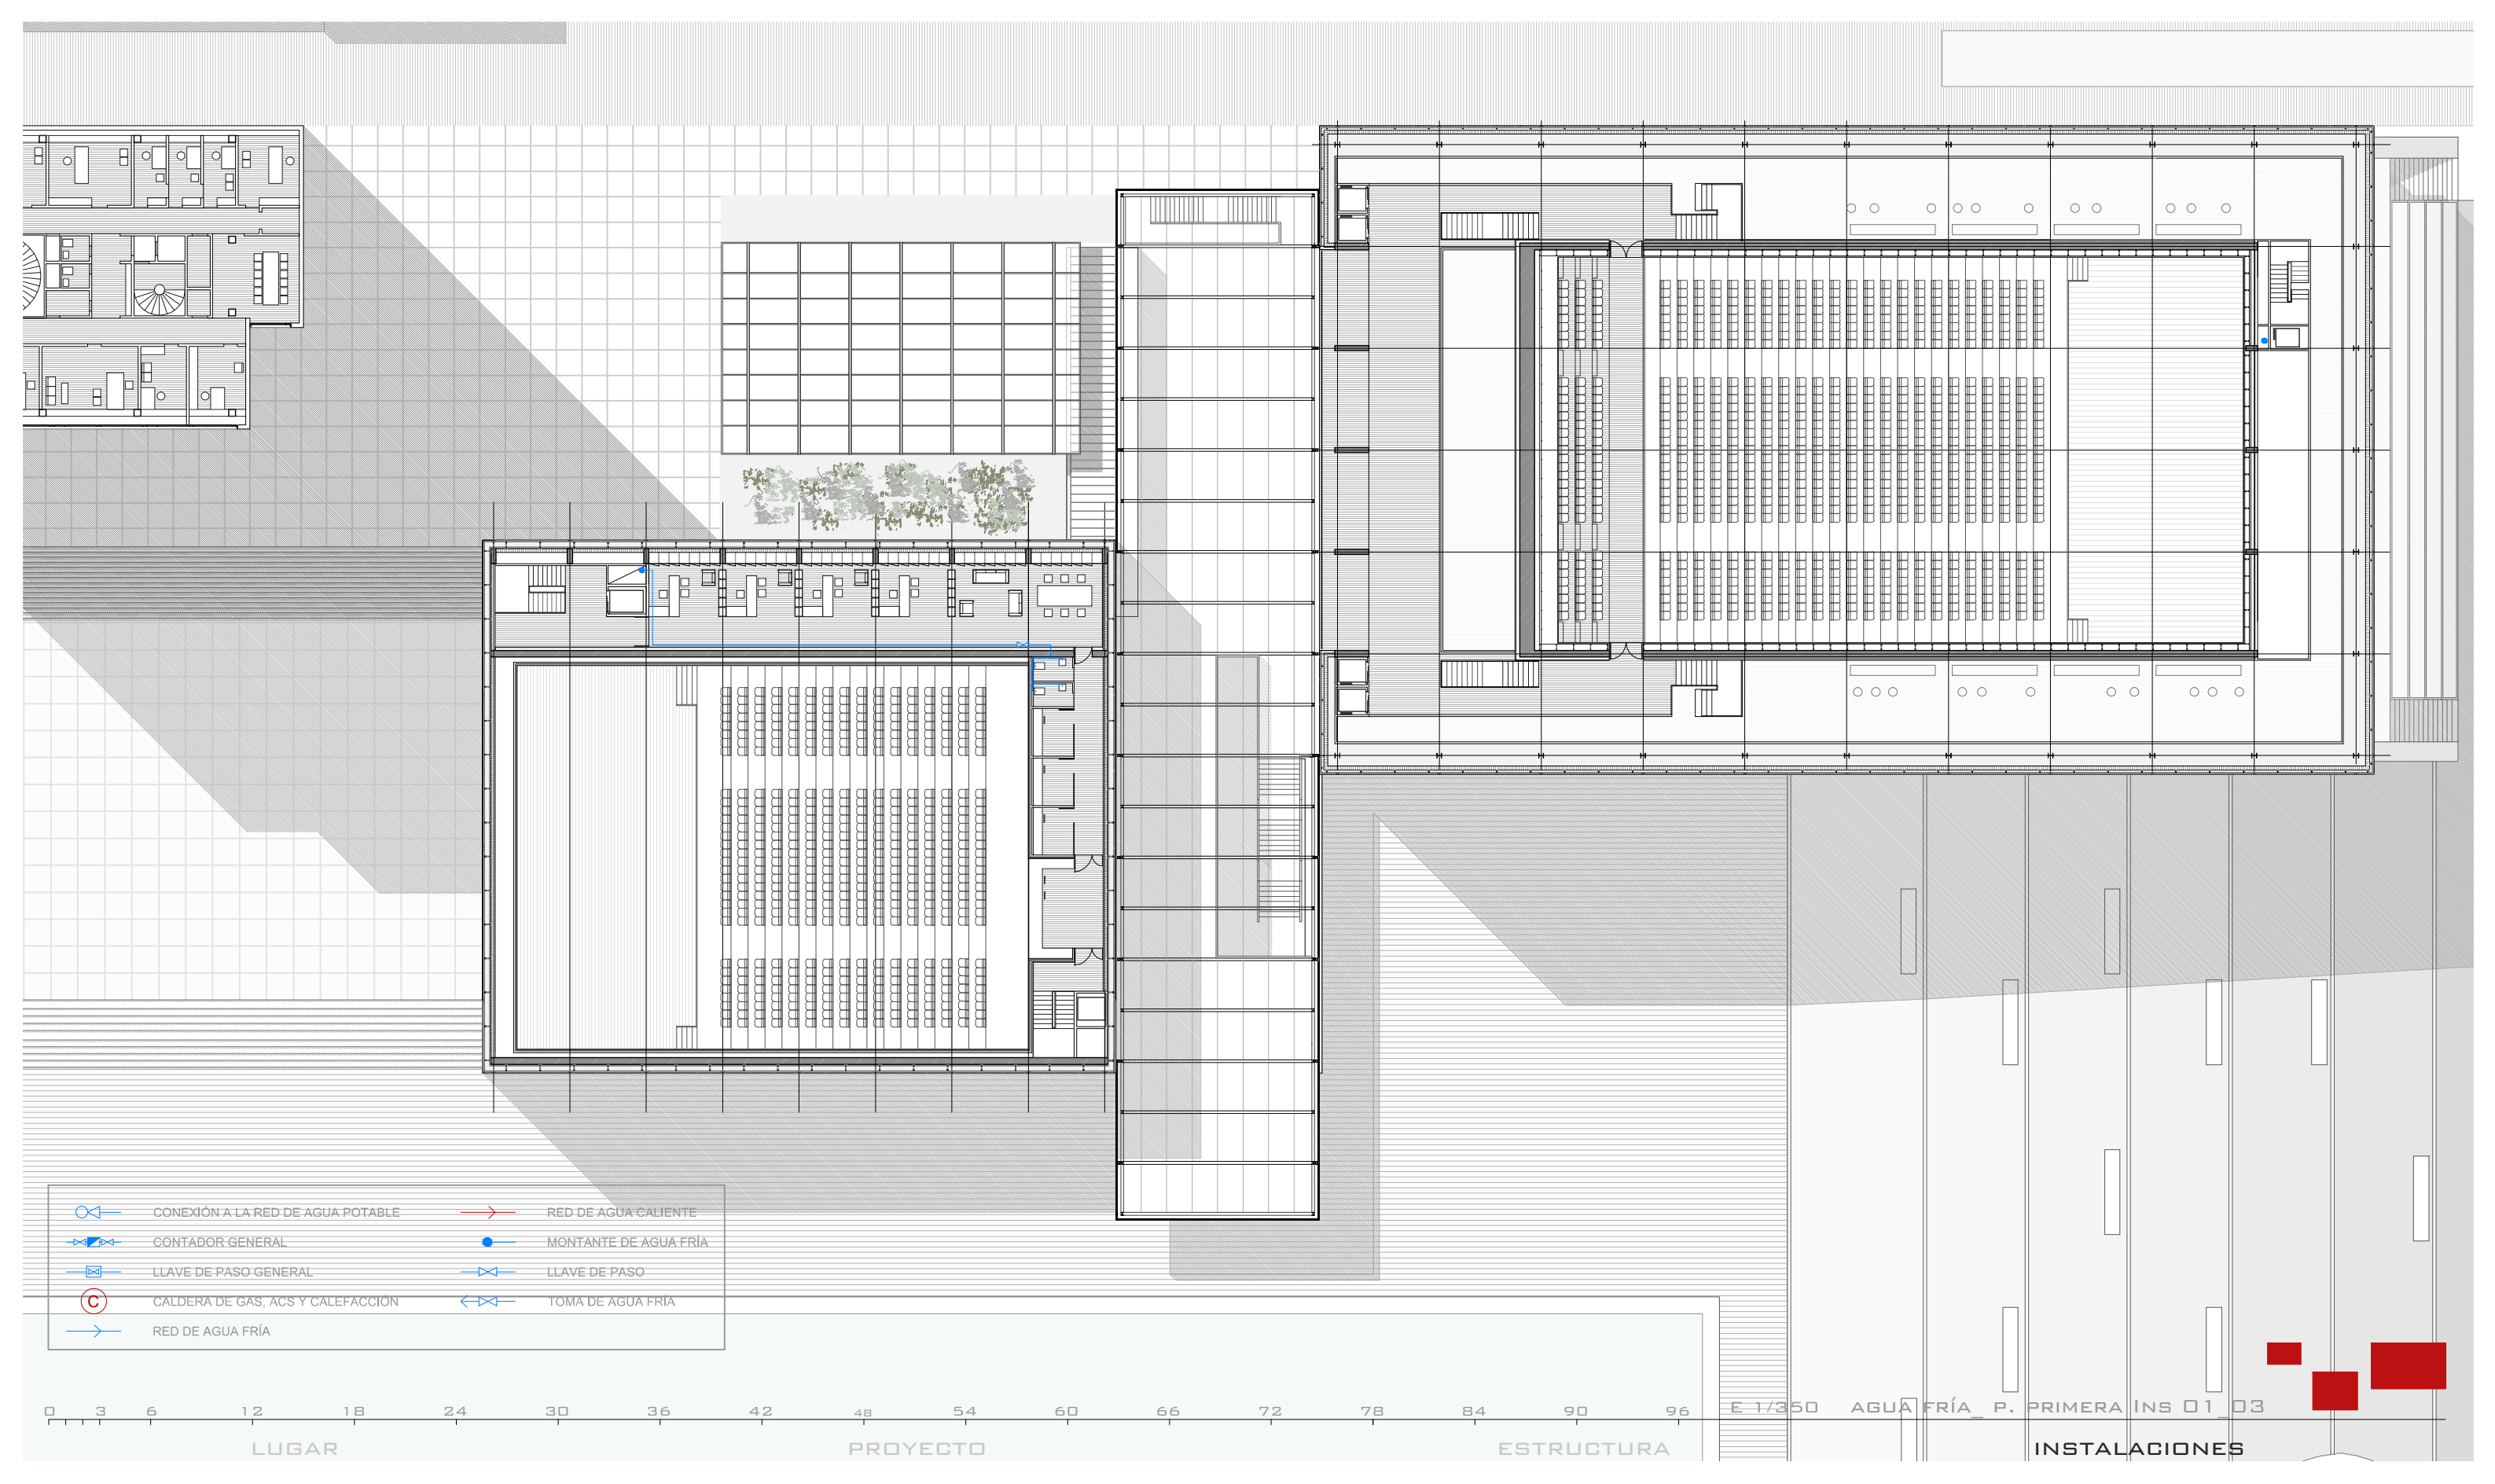 CONEXIÓN A LA RED DE AGUA POTABLE
RED DE AGUA CALIENTE
CONTADOR GENERAL
MONTANTE DE AGUA FRÍA
LLAVE DE PASO GENERAL
LLAVE DE PASO
C
CALDERA DE GAS, ACS Y CALEFACCIÓN
TOMA DE AGUA FRÍA
RED DE AGUA FRÍA
0 3 6 12 18 24 30 36 42 48 54 60 66 72 78 84 90 96
E 1/350 AGUA FRÍA_ P. PRIMERA INS 01_03
LUGAR PROYECTO ESTRUCTURA INSTALACIONES